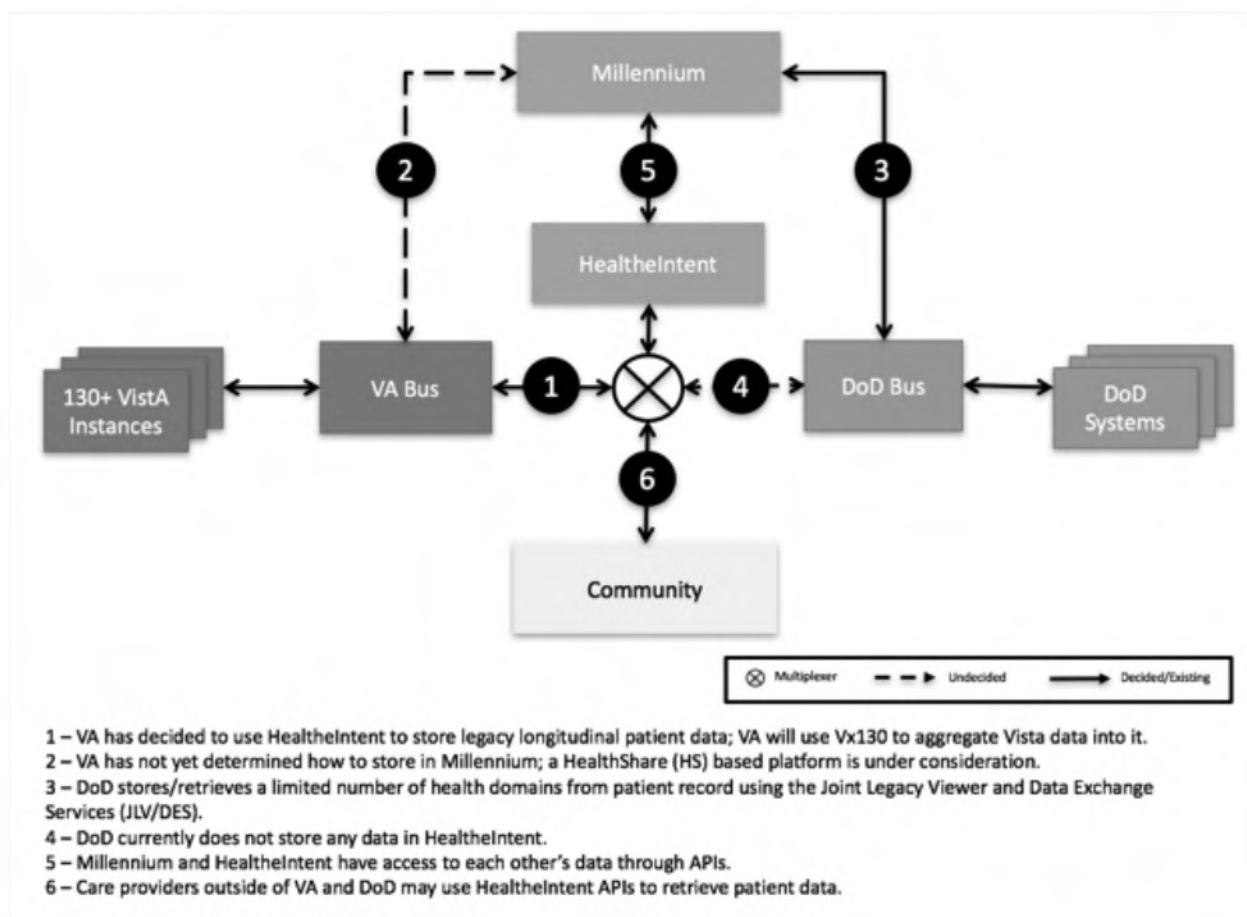 Millennium
2
5
3
HealtheIntent
130+ VistA
Instances
VA Bus
1
4
DoD Bus
DoD
Systems
6
Community
Multiplexer
Undecided
Decided/Existing
1 – VA has decided to use HealtheIntent to store legacy longitudinal patient data; VA will use Vx130 to aggregate Vista data into it.
2 – VA has not yet determined how to store in Millennium; a HealthShare (HS) based platform is under consideration.
3 – DoD stores/retrieves a limited number of health domains from patient record using the Joint Legacy Viewer and Data Exchange
Services (JLV/DES).
4 – DoD currently does not store any data in HealtheIntent.
5 – Millennium and HealtheIntent have access to each other's data through APIs.
6 – Care providers outside of VA and DoD may use HealtheIntent APIs to retrieve patient data.